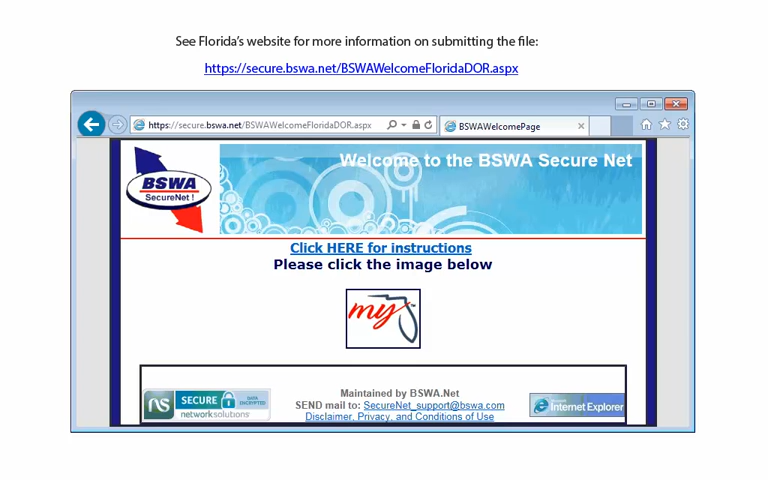 See Florida's website for more information on submitting the file:
https://secure.bswa.net/BSWAWelcomeFloridaDOR.aspx
https://secure.bswa.net/BSWAWelcomeFloridaDOR.aspx
BSWAWelcomePage
BSWA
SecureNet !
Welcome to the BSWA Secure Net
Click HERE for instructions
Please click the image below
my
ns
SECURE
DATA
ENCRYPTED
networksolutions
Maintained by BSWA.Net
SEND mail to: SecureNet_support@bswa.com
Disclaimer, Privacy, and Conditions of Use
Internet Explorer